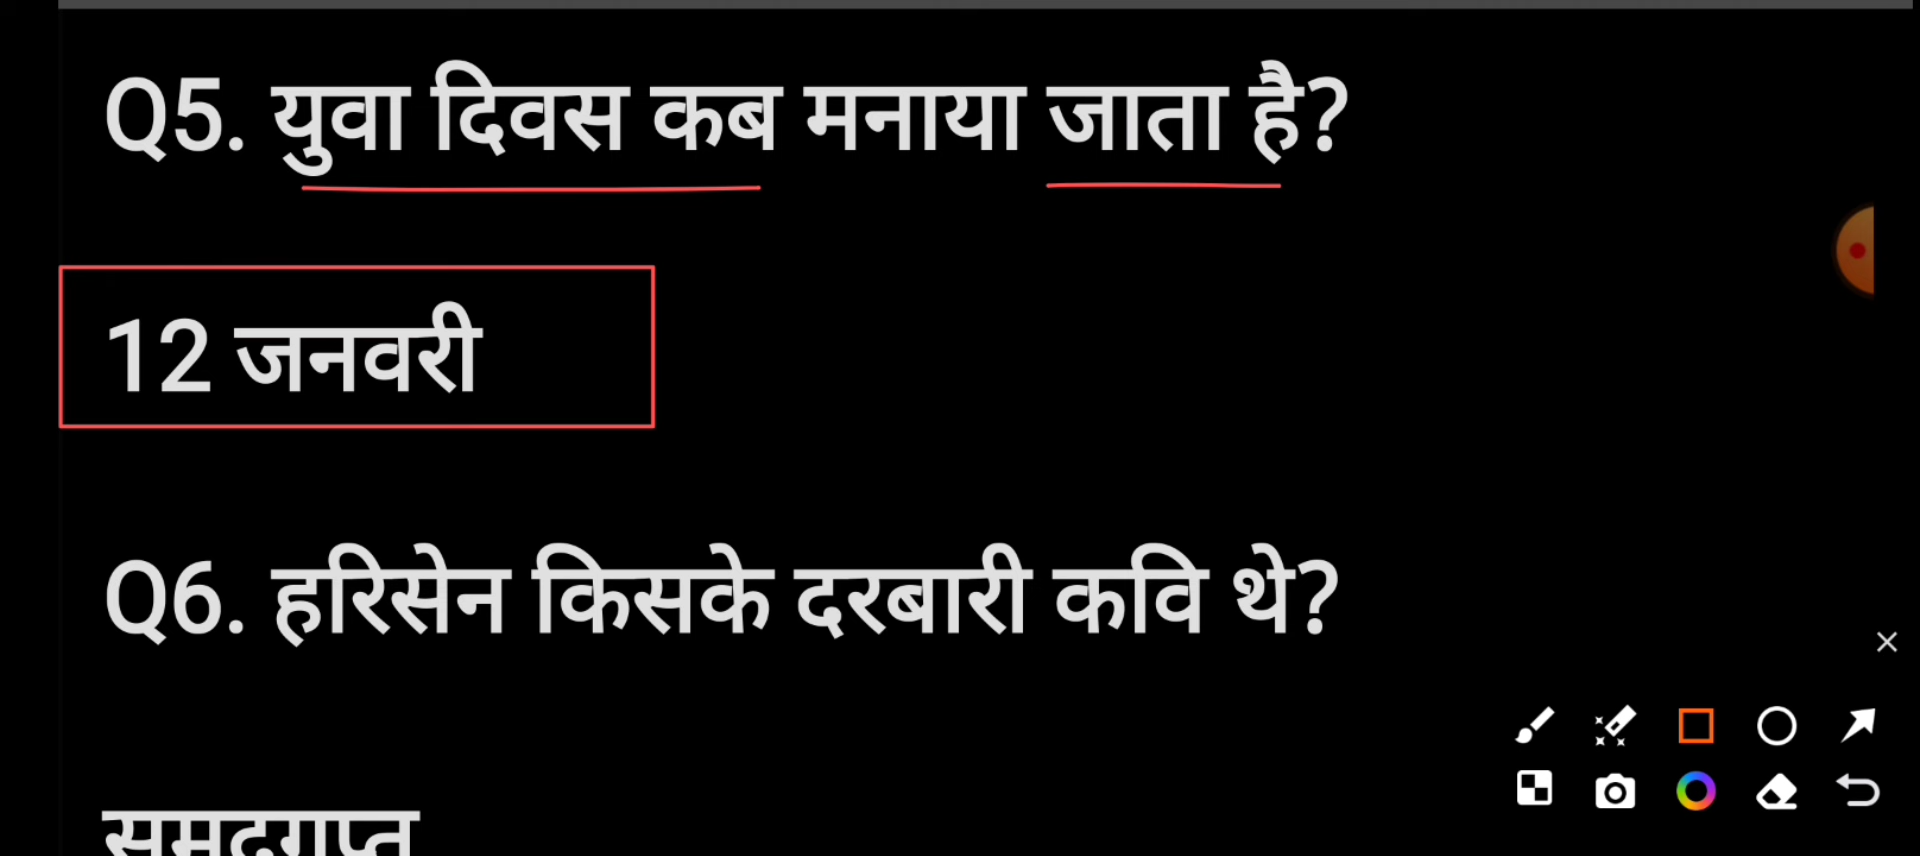 Q5. युवा दिवस कब मनाया जाता है?
12 जनवरी
Q6. हरिसेन किसके दरबारी कवि थे?